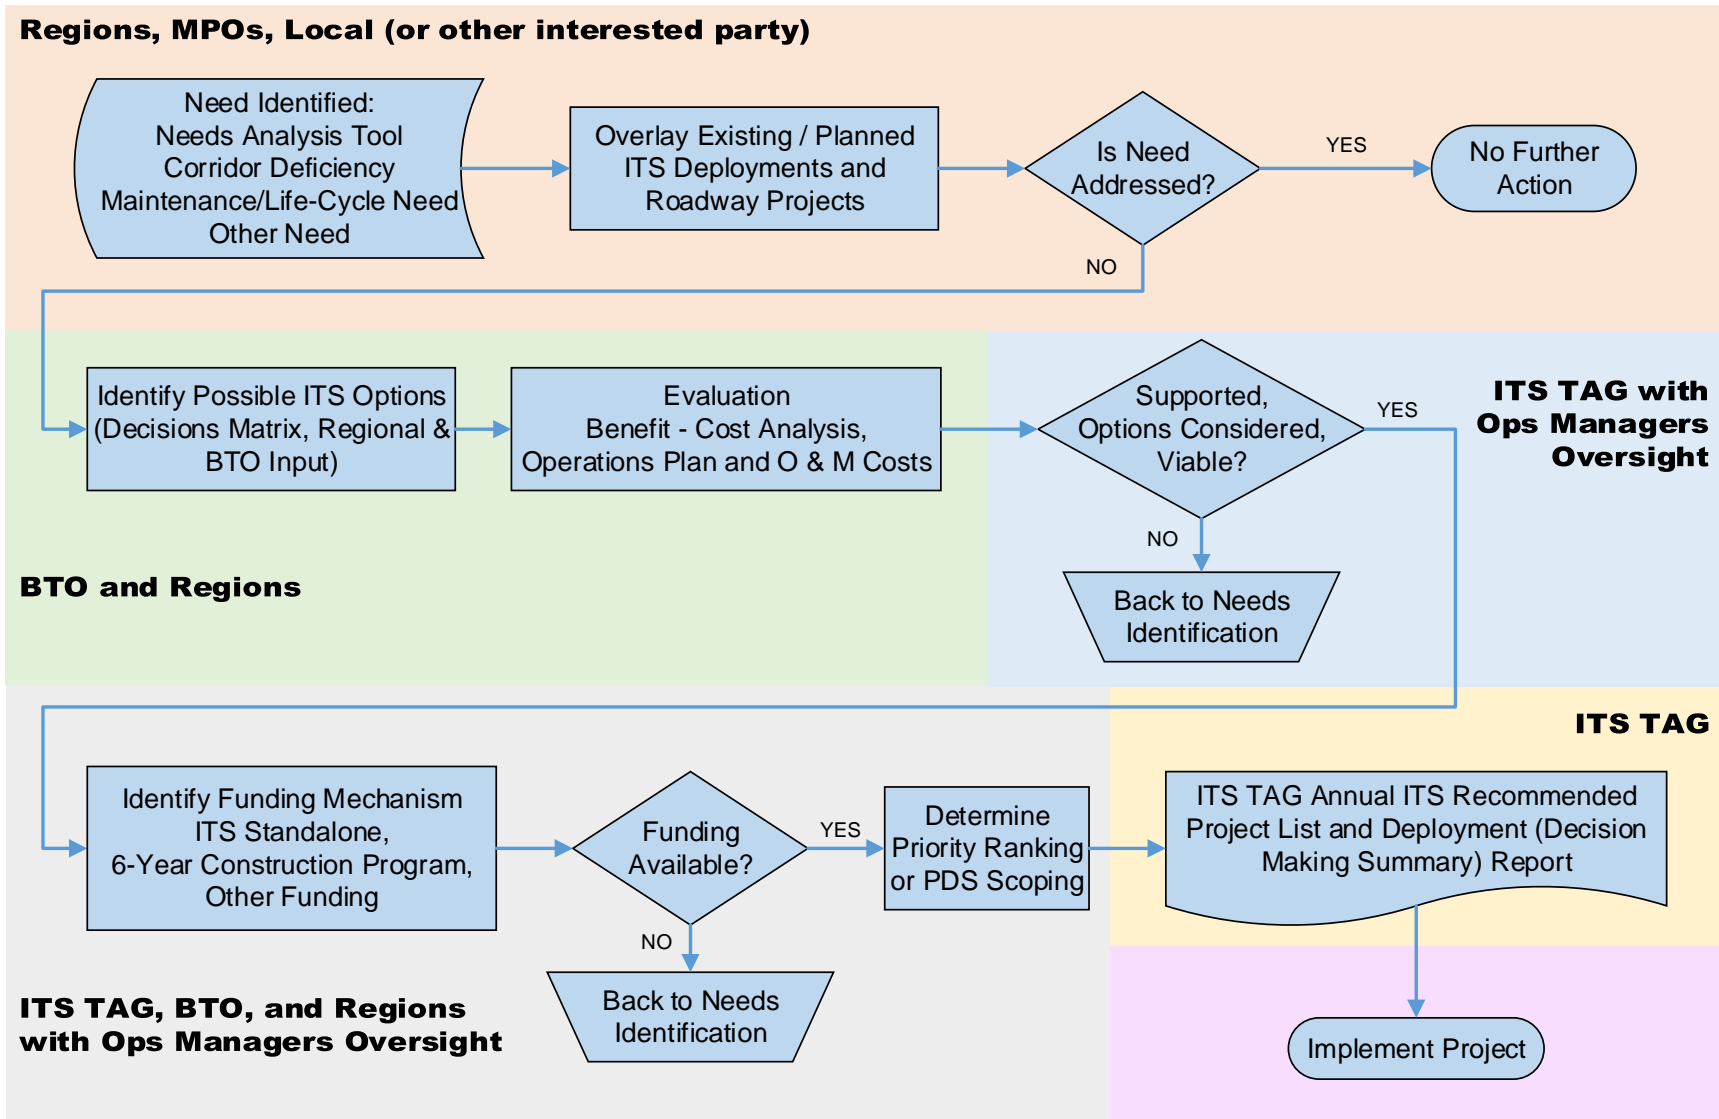 Regions, MPOs, Local (or other interested party)
Need Identified:
Needs Analysis Tool
Corridor Deficiency
Maintenance/Life-Cycle Need
Other Need
Overlay Existing / Planned
ITS Deployments and
Roadway Projects
Is Need
Addressed?
YES
No Further
Action
NO
Identify Possible ITS Options
(Decisions Matrix, Regional &
BTO Input)
Evaluation
Benefit - Cost Analysis,
Operations Plan and O & M Costs
Supported,
Options Considered,
Viable?
YES
ITS TAG with
Ops Managers
Oversight
NO
Back to Needs
Identification
BTO and Regions
ITS TAG
Identify Funding Mechanism
ITS Standalone,
6-Year Construction Program,
Other Funding
Funding
Available?
YES
Determine
Priority Ranking
or PDS Scoping
ITS TAG Annual ITS Recommended
Project List and Deployment (Decision
Making Summary) Report
NO
Back to Needs
Identification
ITS TAG, BTO, and Regions
with Ops Managers Oversight
Implement Project